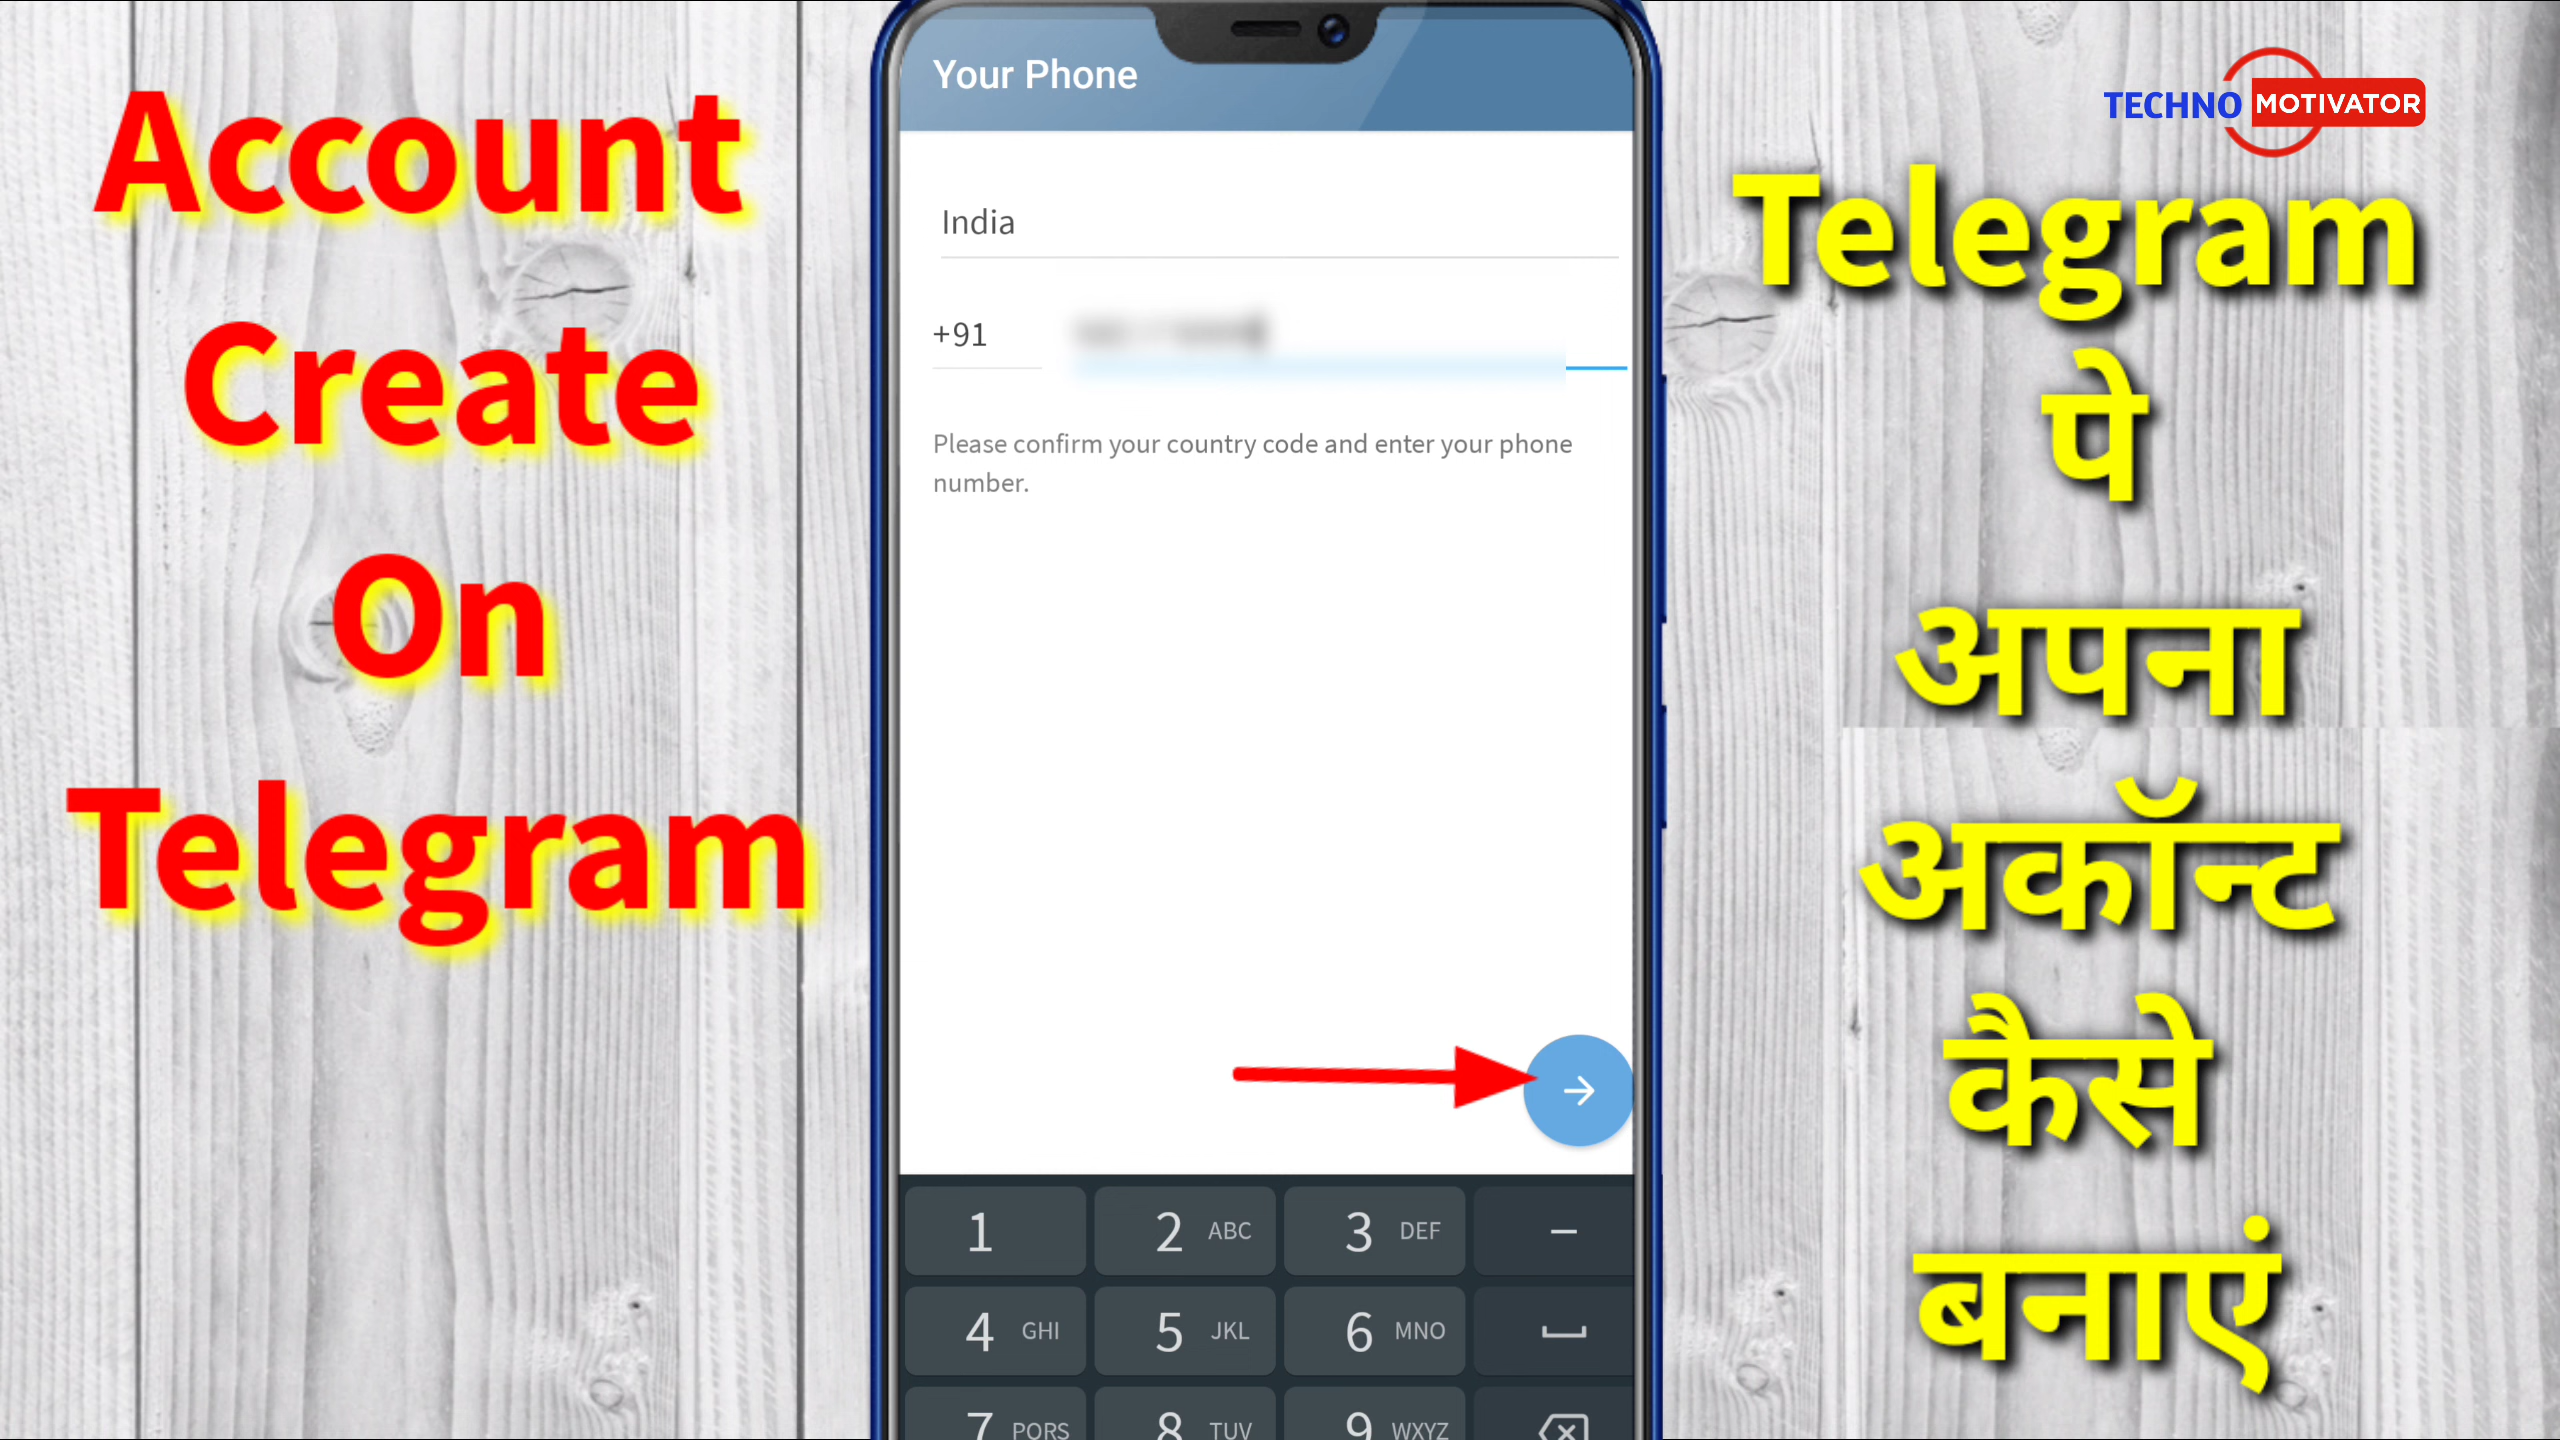 Account
Create
On
Telegram
Your Phone
India
+91
Please confirm your country code and enter your phone
number.
1
2 ABC
3 DEF
4 GHI
5 JKL
6 MNO
7 PQRS
8 TUV
9 WXYZ
TECHNO MOTIVATOR
Telegram
पे
अपना
अकॉन्ट
कैसे
बनाएं